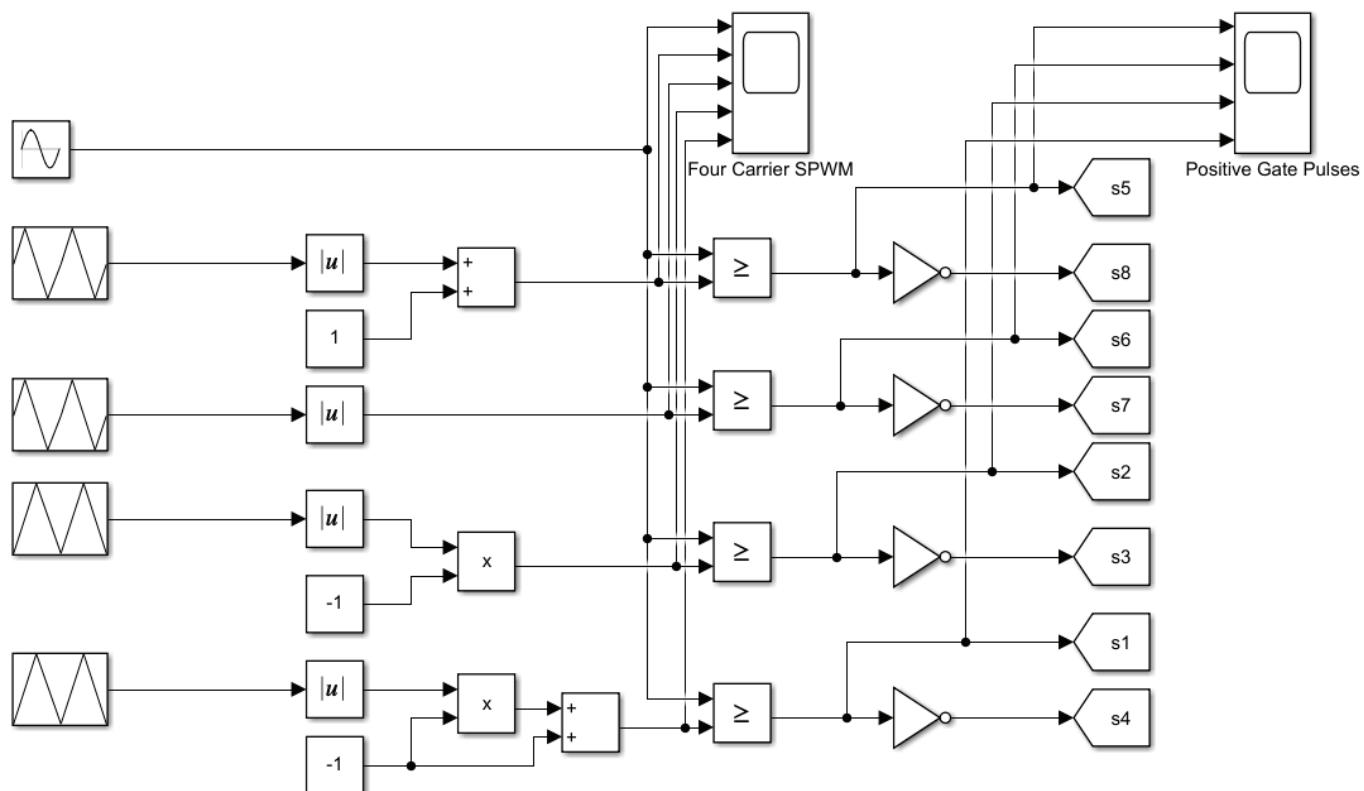 Four Carrier SPWM
Positive Gate Pulses
s5
|u|
+
+
≥
s8
1
s6
|u|
≥
s7
s2
|u|
x
≥
s3
-1
s1
|u|
x
+
+
≥
s4
-1